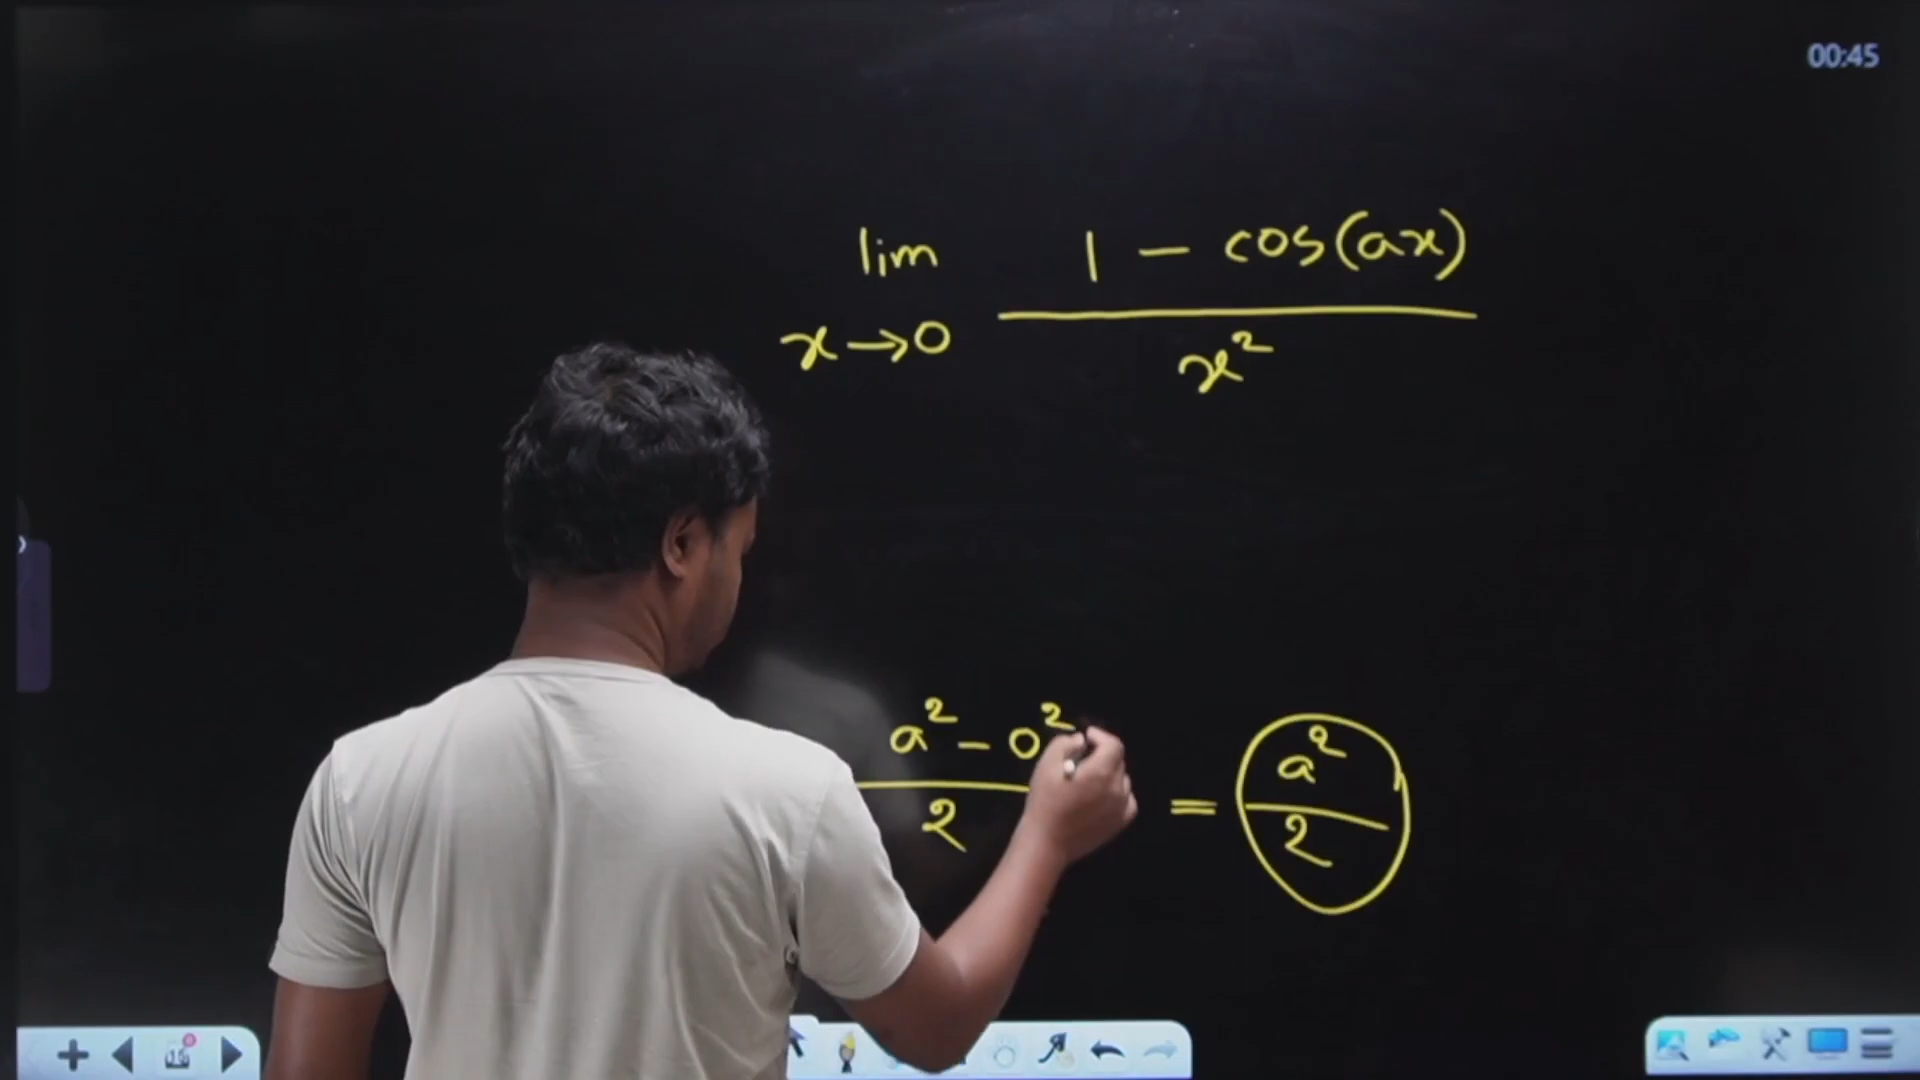 00:45
lim 1 - cos(ax)
x→0 x²
a² - 0² = a²
2 2